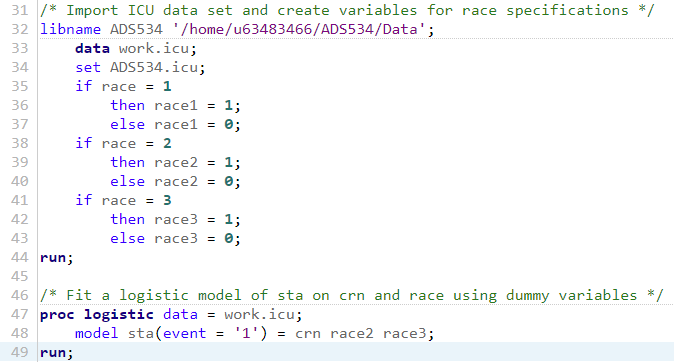 31 /* Import ICU data set and create variables for race specifications */
32 libname ADS534 '/home/u63483466/ADS534/Data';
33     data work.icu;
34     set ADS534.icu;
35     if race = 1
36         then race1 = 1;
37         else race1 = 0;
38     if race = 2
39         then race2 = 1;
40         else race2 = 0;
41     if race = 3
42         then race3 = 1;
43         else race3 = 0;
44 run;
45
46 /* Fit a logistic model of sta on crn and race using dummy variables */
47 proc logistic data = work.icu;
48     model sta(event = '1') = crn race2 race3;
49 run;